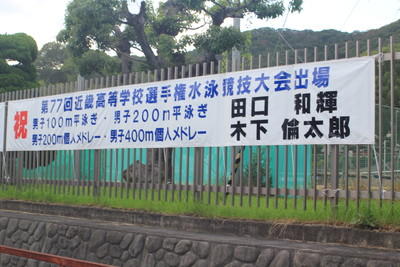 祝
第77回近畿高等学校選手権水泳競技大会出場
男子100m平泳ぎ・男子200m平泳ぎ 田口 和輝
男子200m個人メドレー・男子400m個人メドレー 木下 倫太郎